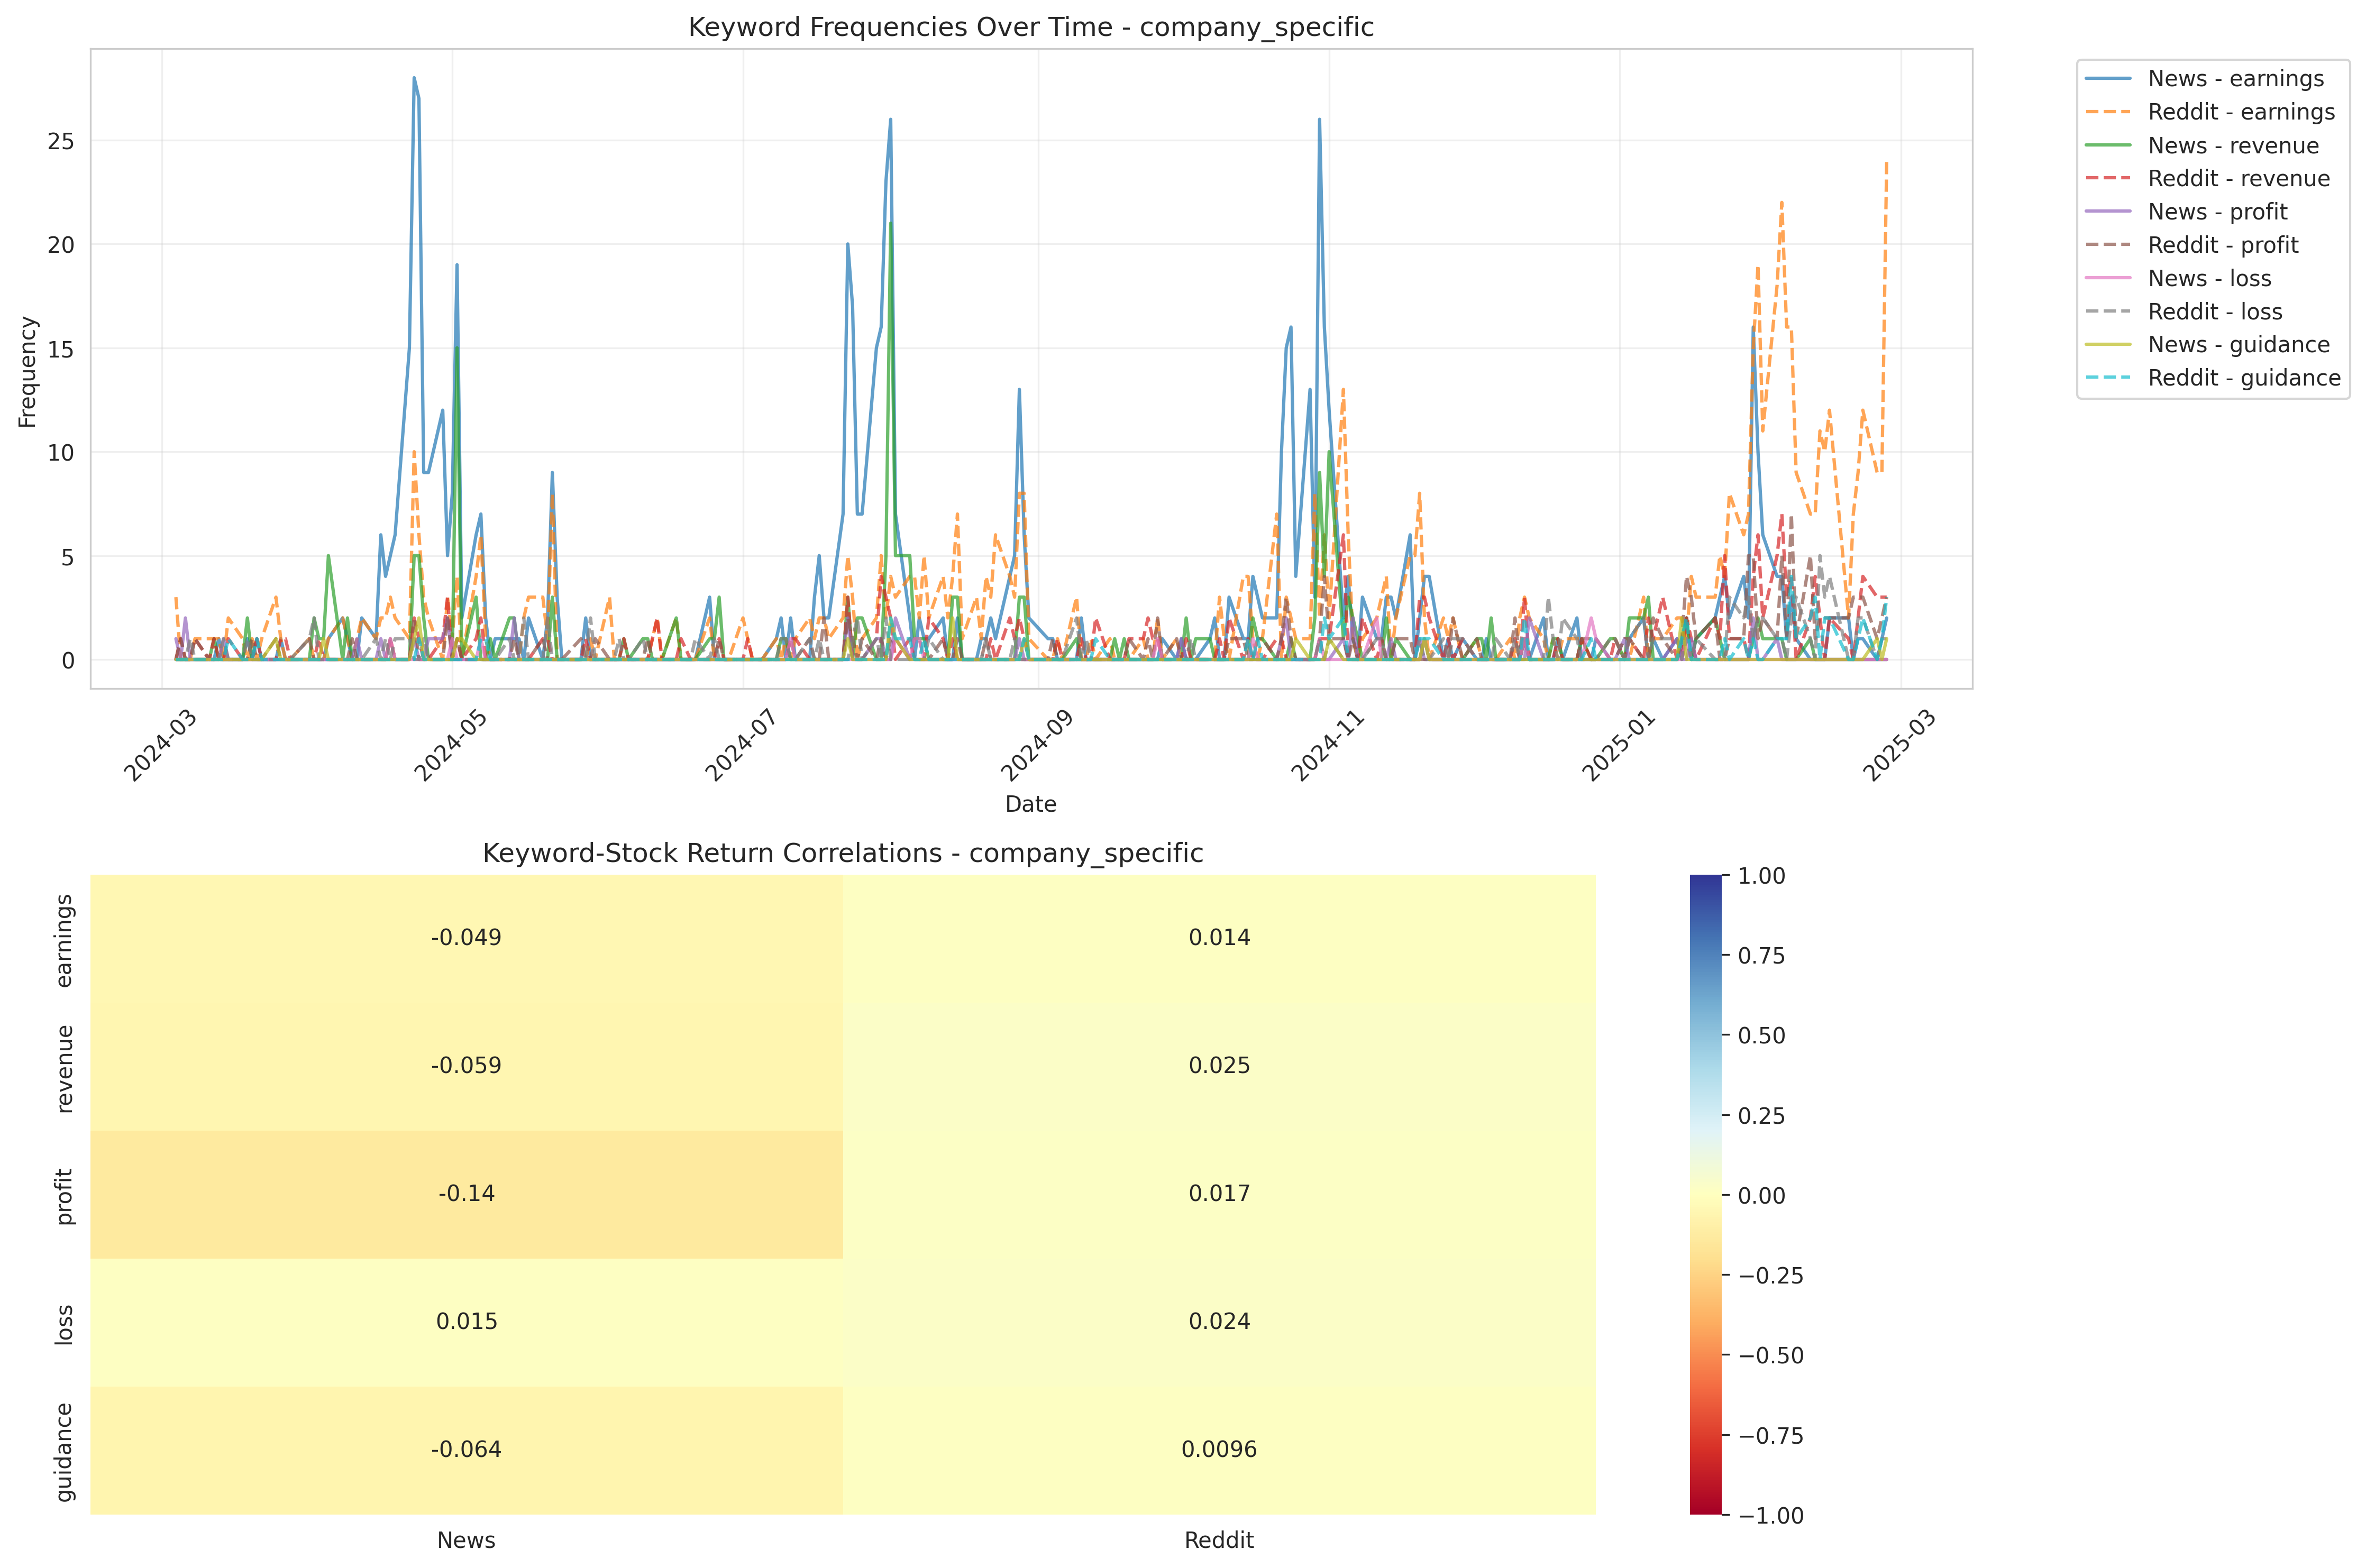 Keyword Frequencies Over Time - company_specific
Frequency
25
20
15
10
5
0
2024-03
2024-05
2024-07
2024-09
2024-11
2025-01
2025-03
Date
News - earnings
Reddit - earnings
News - revenue
Reddit - revenue
News - profit
Reddit - profit
News - loss
Reddit - loss
News - guidance
Reddit - guidance
Keyword-Stock Return Correlations - company_specific
earnings
-0.049
0.014
revenue
-0.059
0.025
profit
-0.14
0.017
loss
0.015
0.024
guidance
-0.064
0.0096
News
Reddit
1.00
0.75
0.50
0.25
0.00
−0.25
−0.50
−0.75
−1.00